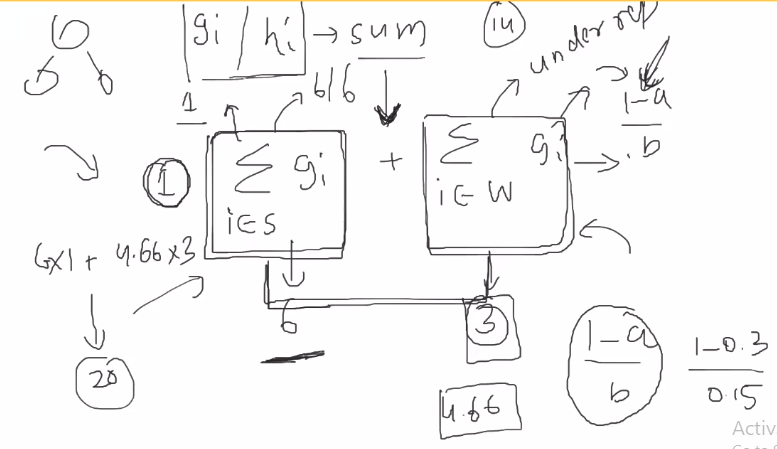 gi / hi → sum
14
under rep
1
6/6
1-a
b
1
Σ gi
i∈S
+
Σ gi
i∈W
6x1 + 4.66x3
20
6
3
4.66
1-a
b
1-0.3
0.15
Activ